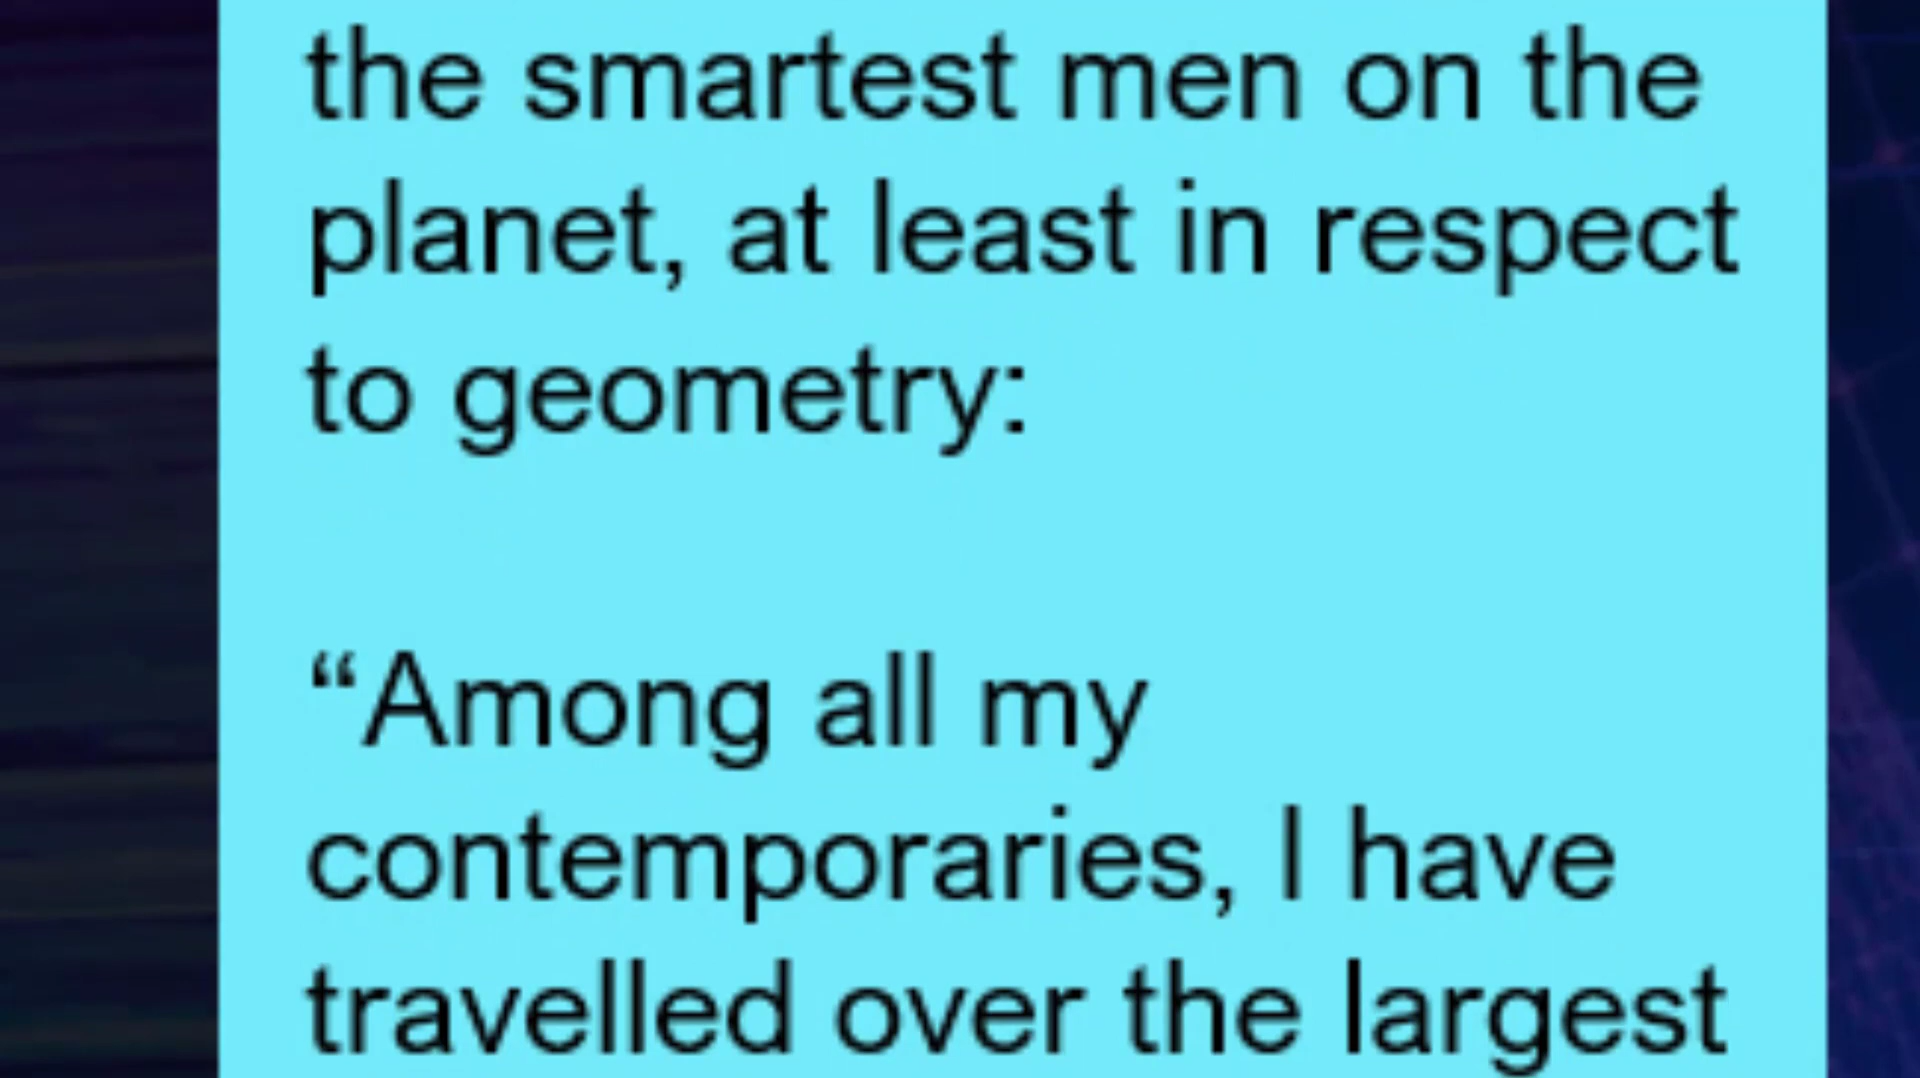 the smartest men on the
planet, at least in respect
to geometry:
“Among all my
contemporaries, I have
travelled over the largest